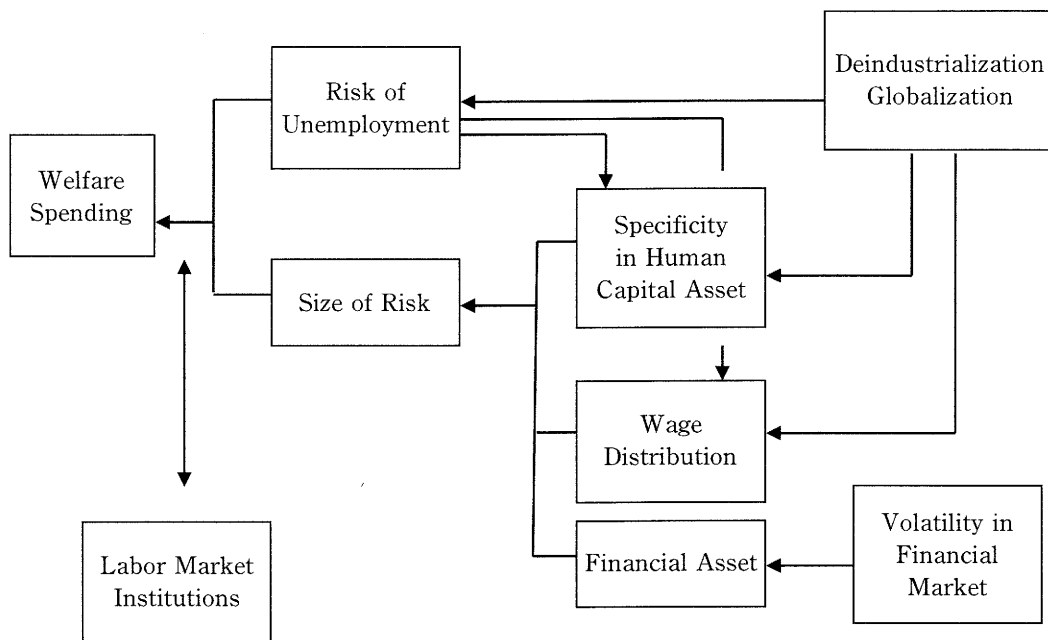 Deindustrialization
Globalization
Risk of
Unemployment
Welfare
Spending
Specificity
in Human
Capital Asset
Size of Risk
Wage
Distribution
Volatility in
Financial
Market
Financial Asset
Labor Market
Institutions